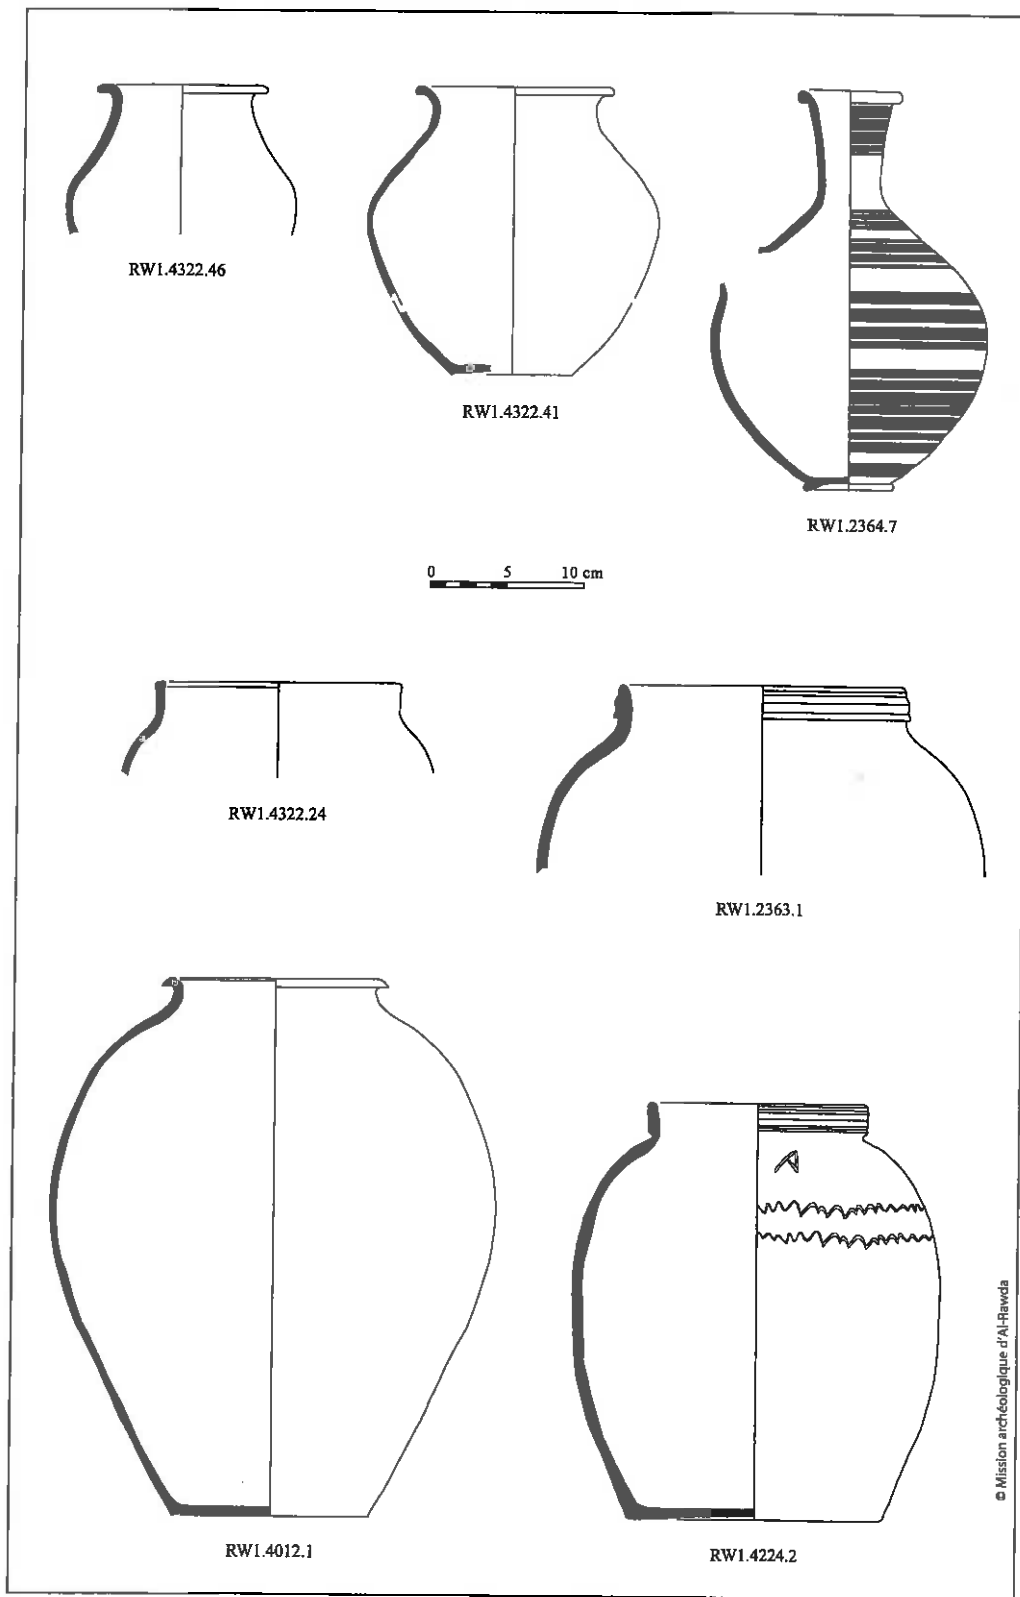 RW1.4322.46
RW1.4322.41
RW1.2364.7
0 5 10 cm
RW1.4322.24
RW1.2363.1
RW1.4012.1
RW1.4224.2
© Mission archéologique d'Al-Rawda